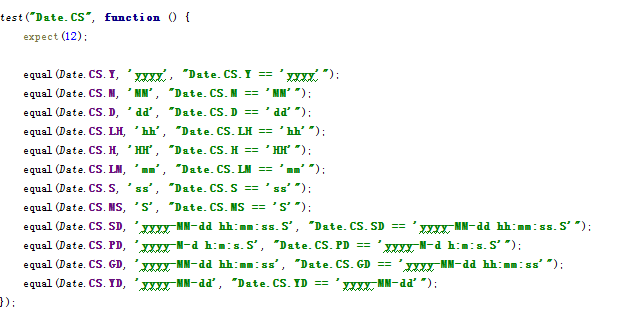 test("Date.CS", function () {
    expect(12);

    equal(Date.CS.Y, 'yyyy', "Date.CS.Y == 'yyyy'");
    equal(Date.CS.M, 'MM', "Date.CS.M == 'MM'");
    equal(Date.CS.D, 'dd', "Date.CS.D == 'dd'");
    equal(Date.CS.LH, 'hh', "Date.CS.LH == 'hh'");
    equal(Date.CS.H, 'HH', "Date.CS.H == 'HH'");
    equal(Date.CS.LM, 'mm', "Date.CS.LM == 'mm'");
    equal(Date.CS.S, 'ss', "Date.CS.S == 'ss'");
    equal(Date.CS.MS, 'S', "Date.CS.MS == 'S'");
    equal(Date.CS.SD, 'yyyy-MM-dd hh:mm:ss.S', "Date.CS.SD == 'yyyy-MM-dd hh:mm:ss.S'");
    equal(Date.CS.PD, 'yyyy-M-d h:m:s.S', "Date.CS.PD == 'yyyy-M-d h:m:s.S'");
    equal(Date.CS.GD, 'yyyy-MM-dd hh:mm:ss', "Date.CS.GD == 'yyyy-MM-dd hh:mm:ss'");
    equal(Date.CS.YD, 'yyyy-MM-dd', "Date.CS.YD == 'yyyy-MM-dd'");
});